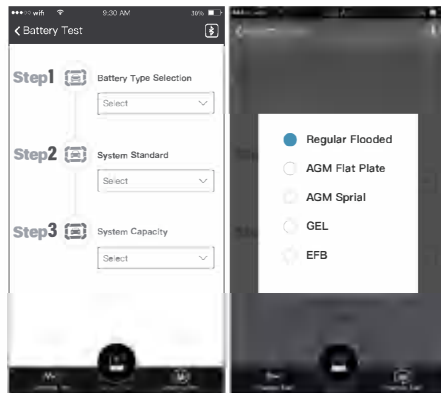 wifi 9:30 AM 30%
Battery Test
Step1
Battery Type Selection
Select
Step2
System Standard
Select
Step3
System Capacity
Select
Regular Flooded
AGM Flat Plate
AGM Sprial
GEL
EFB